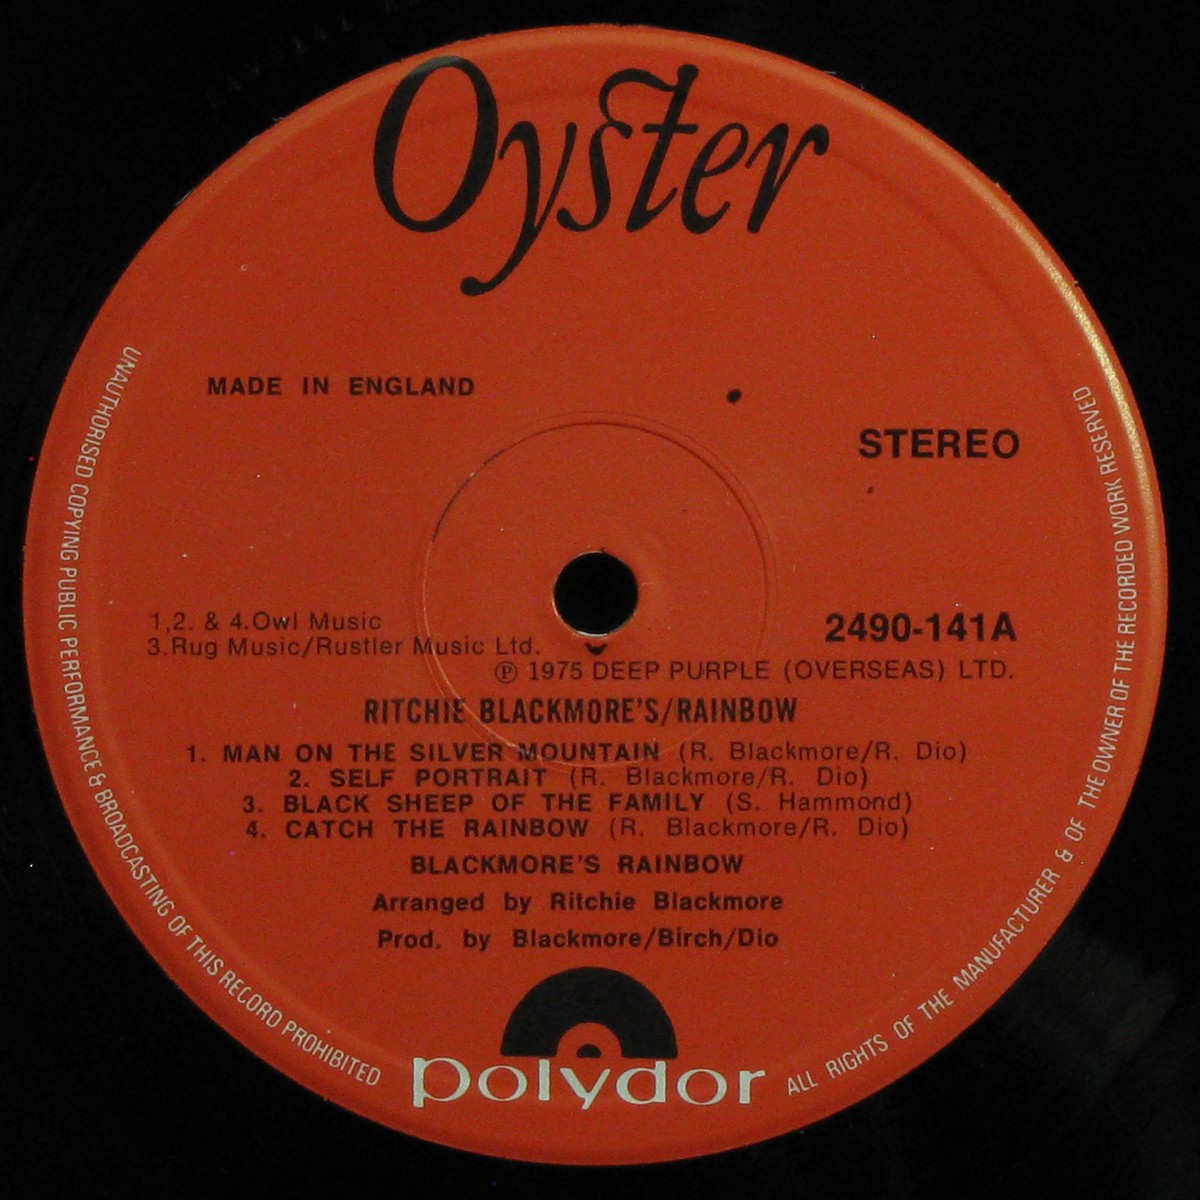 Oyster
MADE IN ENGLAND
STEREO
1,2. & 4.Owl Music
3.Rug Music/Rustler Music Ltd.
2490-141A
℗ 1975 DEEP PURPLE (OVERSEAS) LTD.
RITCHIE BLACKMORE'S/RAINBOW
1. MAN ON THE SILVER MOUNTAIN (R. Blackmore/R. Dio)
2. SELF PORTRAIT (R. Blackmore/R. Dio)
3. BLACK SHEEP OF THE FAMILY (S. Hammond)
4. CATCH THE RAINBOW (R. Blackmore/R. Dio)
BLACKMORE'S RAINBOW
Arranged by Ritchie Blackmore
Prod. by Blackmore/Birch/Dio
polydor
UNAUTHORISED COPYING PUBLIC PERFORMANCE & BROADCASTING OF THIS RECORD PROHIBITED
ALL RIGHTS OF THE MANUFACTURER & OF THE OWNER OF THE RECORDED WORK RESERVED